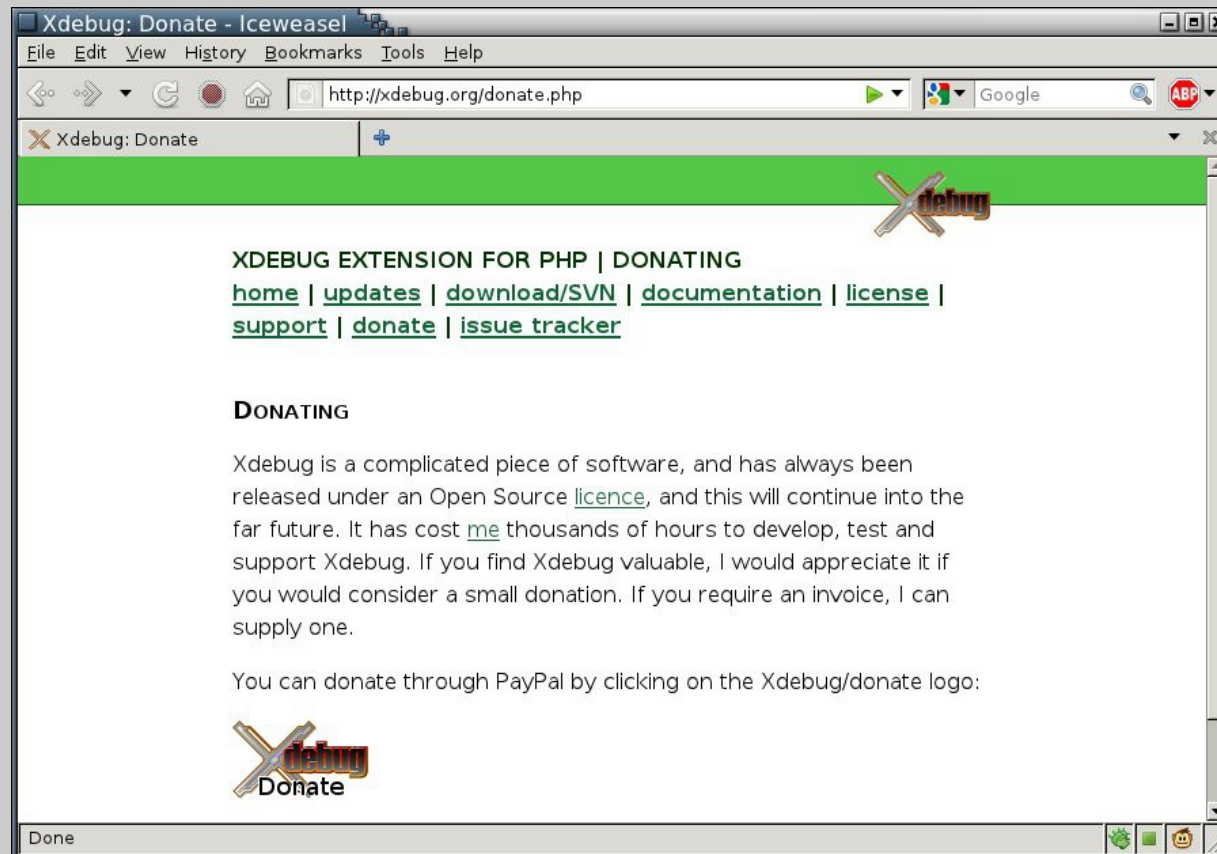 Xdebug: Donate - Iceweasel
File Edit View History Bookmarks Tools Help
http://xdebug.org/donate.php Google ABP
Xdebug: Donate
Xdebug
XDEBUG EXTENSION FOR PHP | DONATING
home | updates | download/SVN | documentation | license |
support | donate | issue tracker
DONATING
Xdebug is a complicated piece of software, and has always been
released under an Open Source licence, and this will continue into the
far future. It has cost me thousands of hours to develop, test and
support Xdebug. If you find Xdebug valuable, I would appreciate it if
you would consider a small donation. If you require an invoice, I can
supply one.
You can donate through PayPal by clicking on the Xdebug/donate logo:
Xdebug
Donate
Done